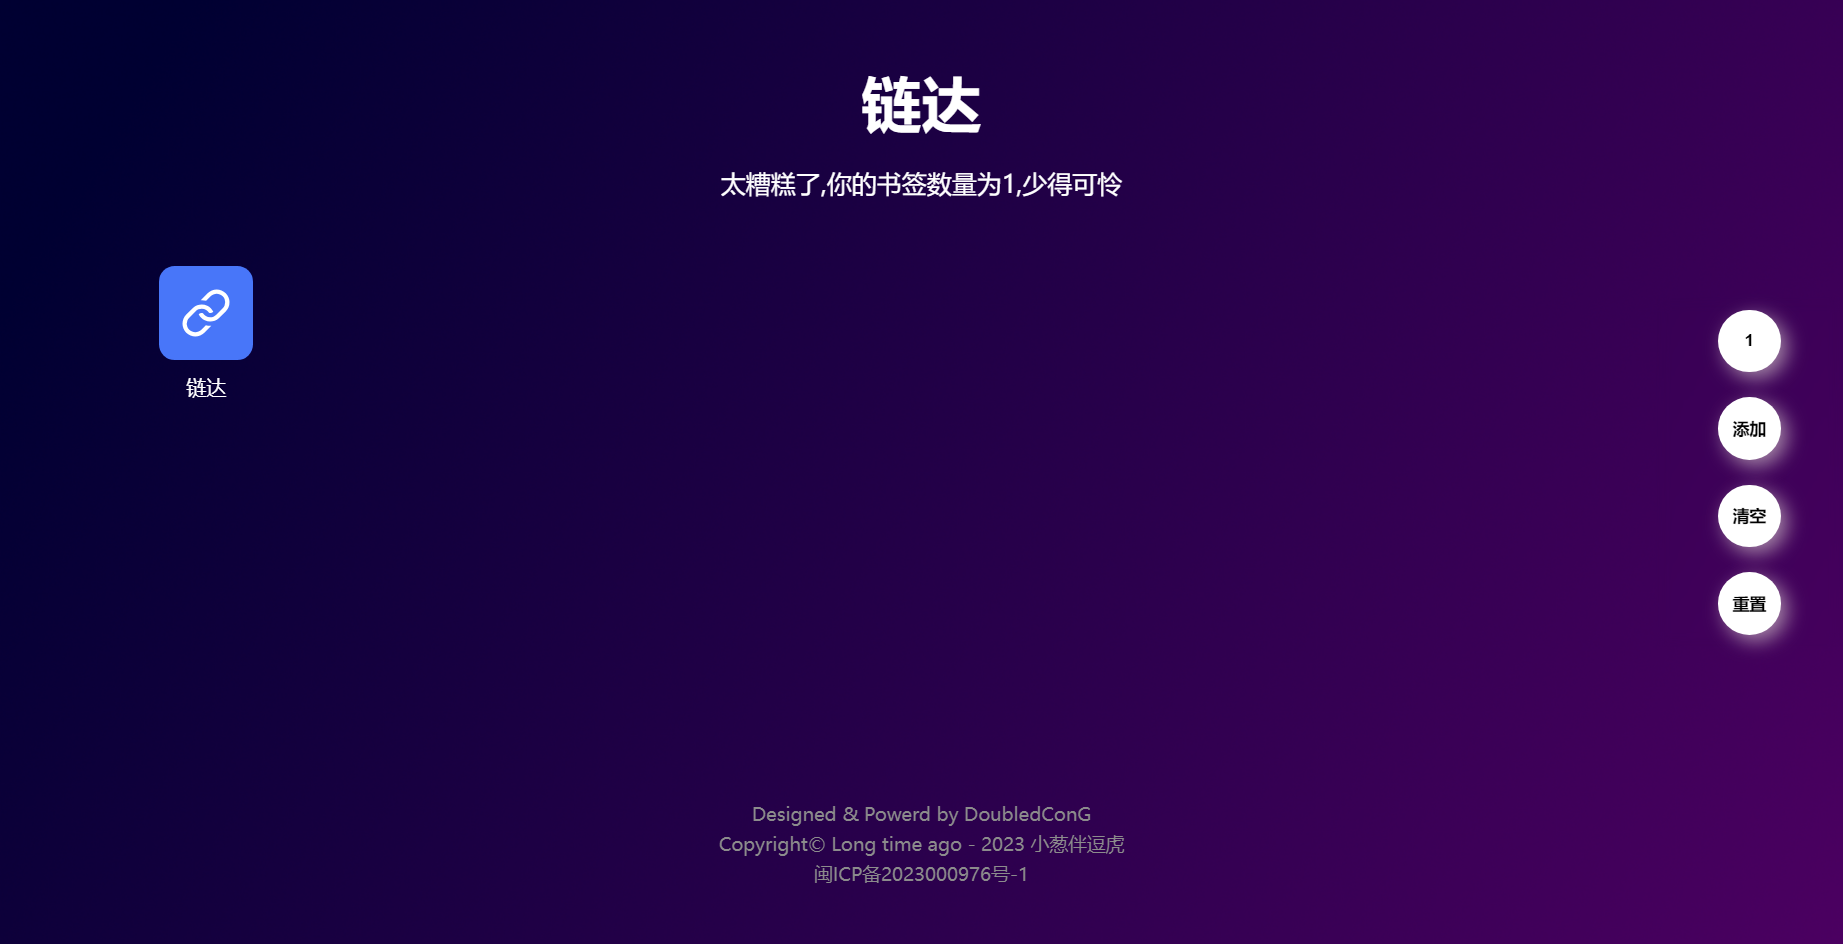 链达
太糟糕了,你的书签数量为1,少得可怜
链达
1
添加
清空
重置
Designed & Powerd by DoubledConG
Copyright© Long time ago - 2023 小葱伴逗虎
闽ICP备2023000976号-1